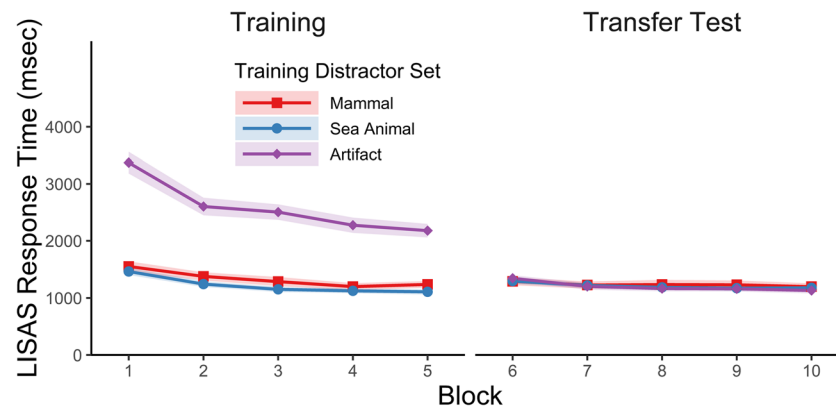 Training
Transfer Test
LISAS Response Time (msec)
Training Distractor Set
Mammal
Sea Animal
Artifact
4000
3000
2000
1000
0
1 2 3 4 5
6 7 8 9 10
Block